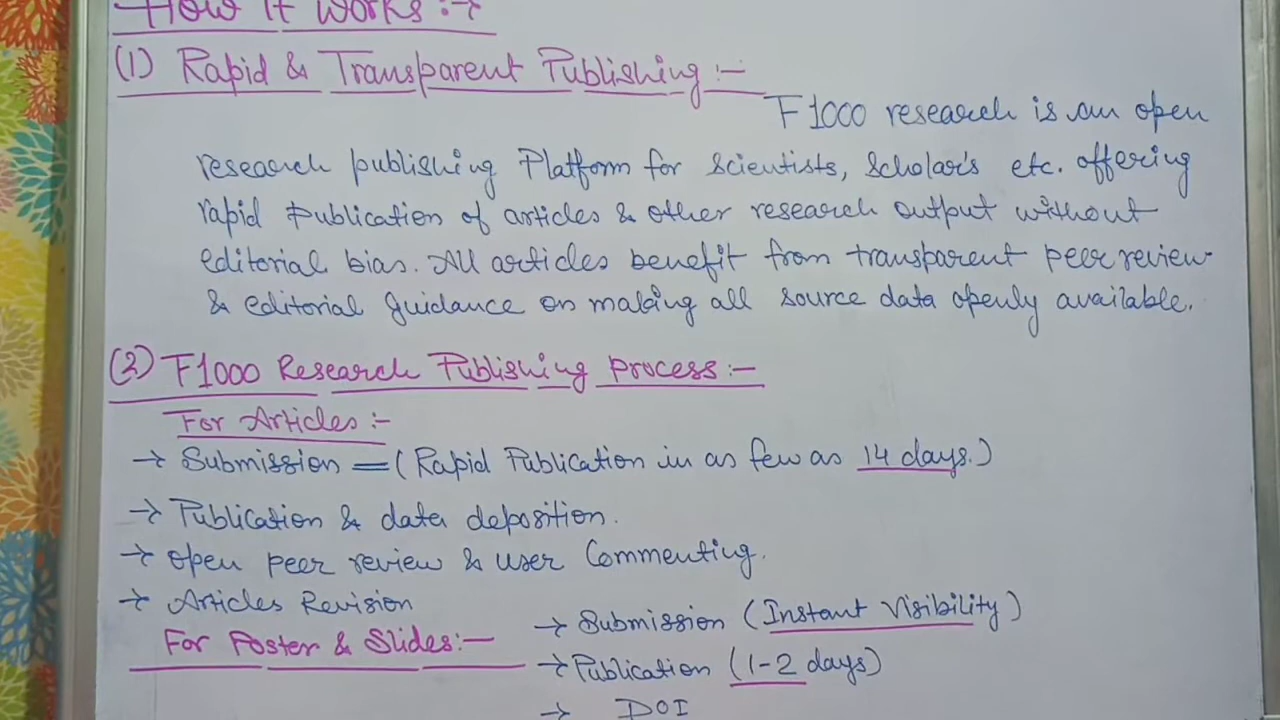 How it works :→
(1) Rapid & Transparent Publishing :-
F1000 research is an open
research publishing Platform for scientists, scholar's etc. offering
rapid publication of articles & other research output without
editorial bias. All articles benefit from transparent peer review
& editorial guidance on making all source data openly available.
(2) F1000 Research Publishing process :-
For Articles :-
→ Submission = (Rapid Publication in as few as 14 days.)
→ Publication & data deposition.
→ open peer review & user Commenting.
→ Articles Revision
For Poster & Slides :-
→ Submission (Instant Visibility)
→ Publication (1-2 days)
→ DOI